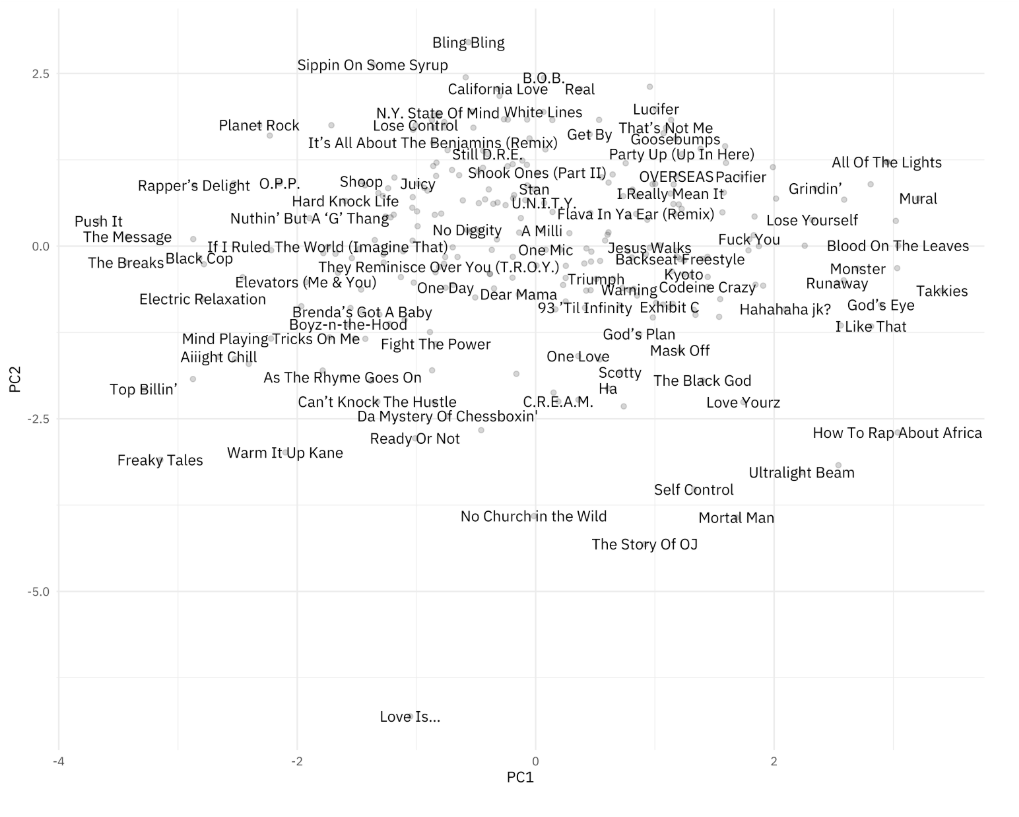 Bling Bling
Sippin On Some Syrup
B.O.B.
2.5
California Love
Real
N.Y. State Of Mind
White Lines
Lucifer
Planet Rock
Lose Control
Get By
That's Not Me
Goosebumps
It's All About The Benjamins (Remix)
Still D.R.E.
Party Up (Up In Here)
All Of The Lights
Shook Ones (Part II)
OVERSEAS
Pacifier
Rapper's Delight
O.P.P.
Shoop
Juicy
Stan
I Really Mean It
Grindin'
Mural
Hard Knock Life
U.N.I.T.Y.
Nuthin' But A ‘G’ Thang
Flava In Ya Ear (Remix)
Lose Yourself
Push It
The Message
No Diggity
A Milli
Fuck You
0.0
If I Ruled The World (Imagine That)
One Mic
Jesus Walks
Blood On The Leaves
The Breaks
Black Cop
They Reminisce Over You (T.R.O.Y.)
Backseat Freestyle
Monster
Kyoto
Elevators (Me & You)
One Day
Triumph
Runaway
Dear Mama
Warning
Codeine Crazy
Takkies
Electric Relaxation
93 'Til Infinity
Exhibit C
Hahahaha jk?
God's Eye
Brenda's Got A Baby
Boyz-n-the-Hood
I Like That
Mind Playing Tricks On Me
Fight The Power
God's Plan
Aiiight Chill
One Love
Mask Off
PC2
As The Rhyme Goes On
Scotty
Top Billin'
Ha
The Black God
Can't Knock The Hustle
C.R.E.A.M.
Love Yourz
Da Mystery Of Chessboxin'
-2.5
Ready Or Not
How To Rap About Africa
Warm It Up Kane
Freaky Tales
Ultralight Beam
Self Control
No Church in the Wild
Mortal Man
The Story Of OJ
-5.0
Love Is...
-4
-2
0
2
PC1